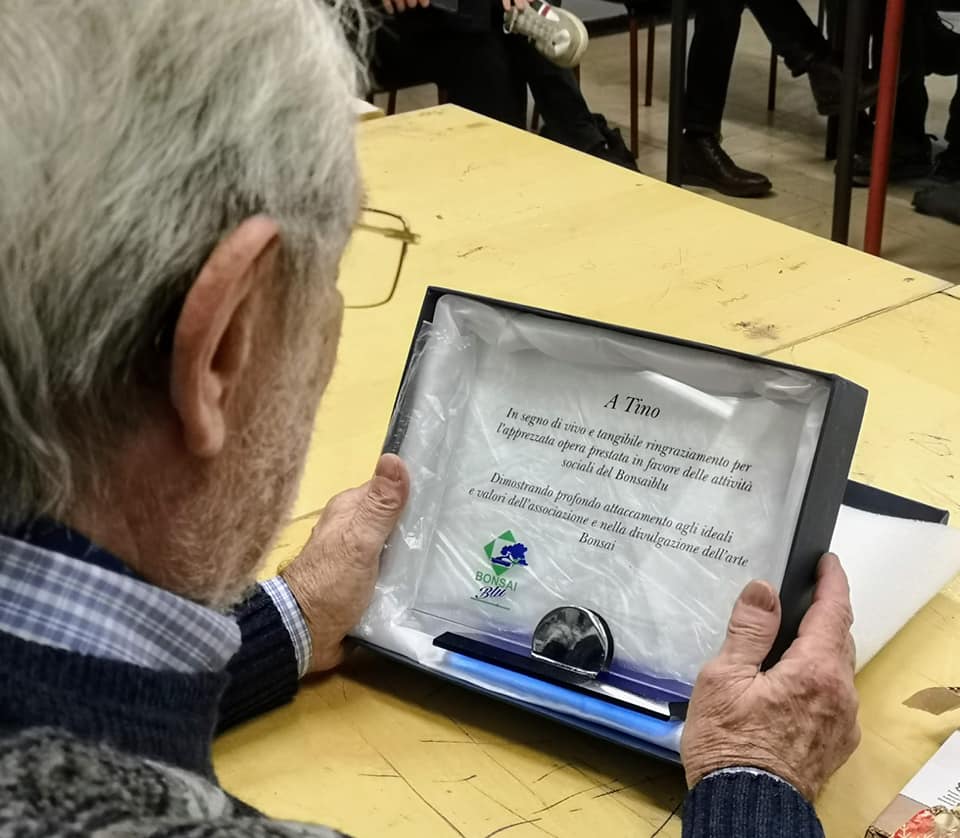 A Tino
In segno di vivo e tangibile ringraziamento per
l'apprezzata opera prestata in favore delle attività
sociali del Bonsaiblu
Dimostrando profondo attaccamento agli ideali
e valori dell'associazione e nella divulgazione dell'arte
Bonsai
BONSAI
Blu